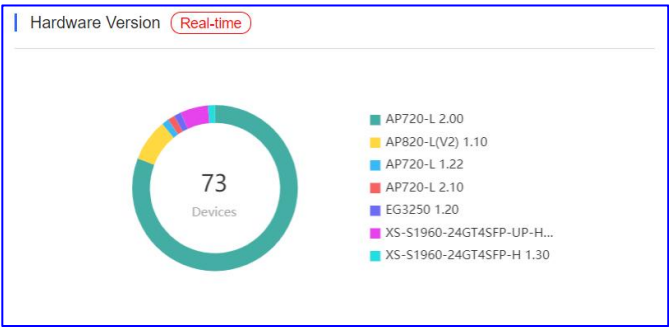 Hardware Version Real-time
73
Devices
AP720-L 2.00
AP820-L(V2) 1.10
AP720-L 1.22
AP720-L 2.10
EG3250 1.20
XS-S1960-24GT4SFP-UP-H...
XS-S1960-24GT4SFP-H 1.30